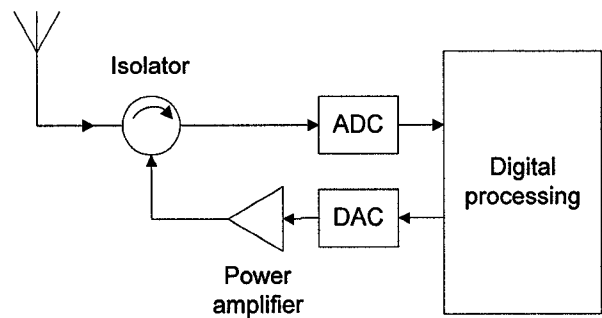 Isolator
ADC
Digital
processing
DAC
Power
amplifier